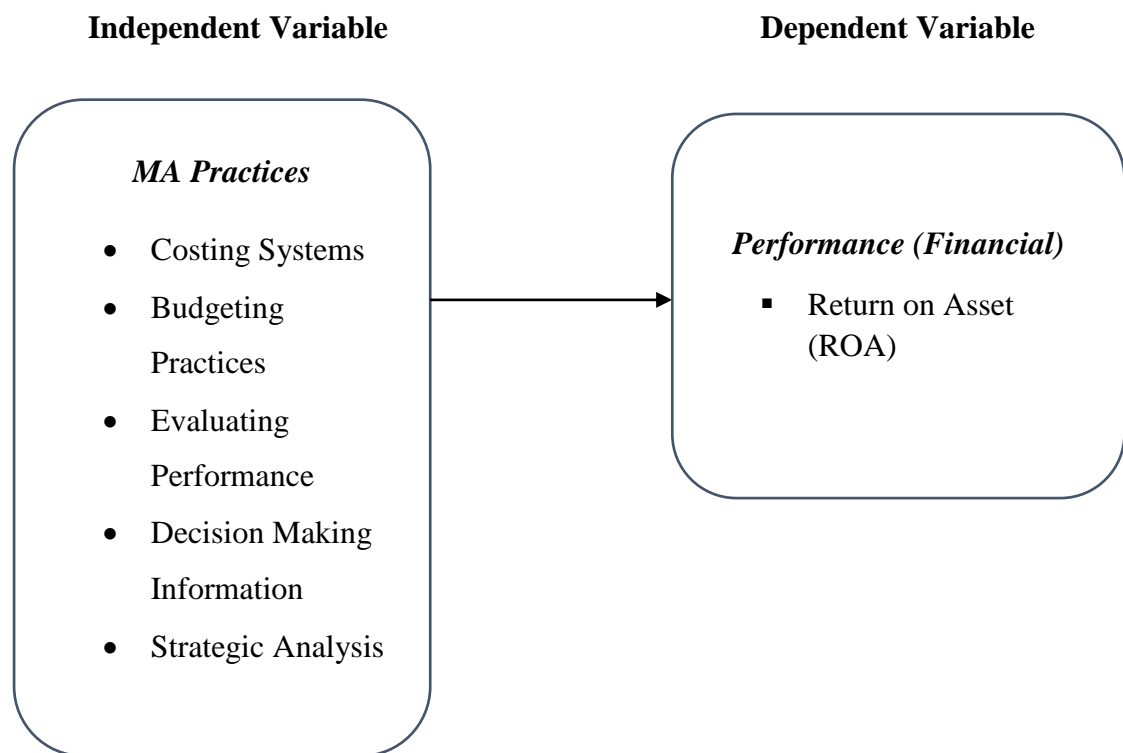 Independent Variable
Dependent Variable
MA Practices
• Costing Systems
• Budgeting
Practices
• Evaluating
Performance
• Decision Making
Information
• Strategic Analysis
Performance (Financial)
▪ Return on Asset
(ROA)